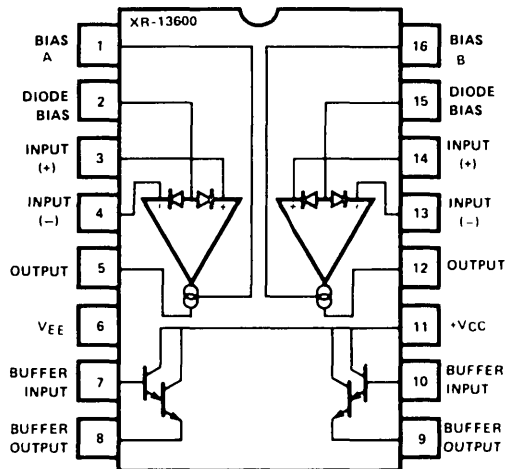 XR-13600
BIAS
A
1
DIODE
BIAS
2
INPUT
(+)
3
INPUT
(−)
4
OUTPUT
5
VEE
6
BUFFER
INPUT
7
BUFFER
OUTPUT
8
16
BIAS
B
15
DIODE
BIAS
14
INPUT
(+)
13
INPUT
(−)
12
OUTPUT
11
+VCC
10
BUFFER
INPUT
9
BUFFER
OUTPUT
- +
+ -